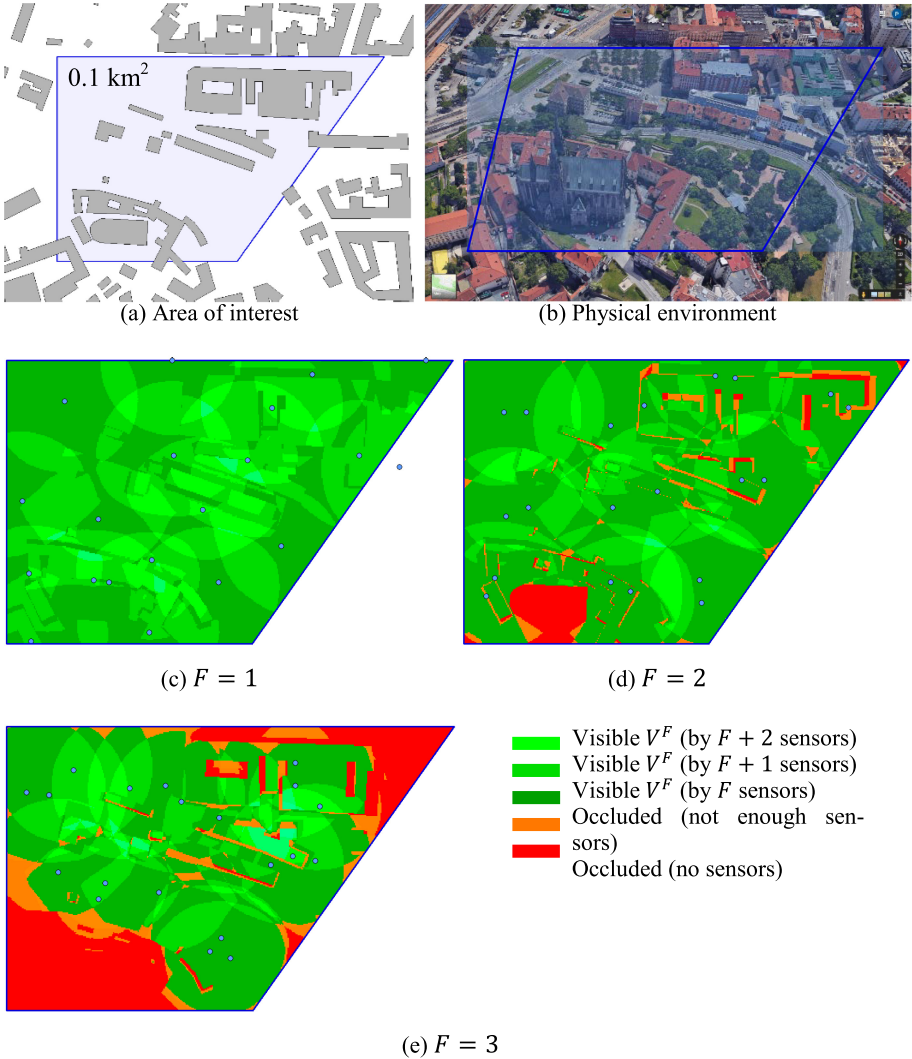 0.1 km²
(a) Area of interest
(b) Physical environment
(c) F = 1
(d) F = 2
Visible V^F (by F + 2 sensors)
Visible V^F (by F + 1 sensors)
Visible V^F (by F sensors)
Occluded (not enough sen-
sors)
Occluded (no sensors)
(e) F = 3